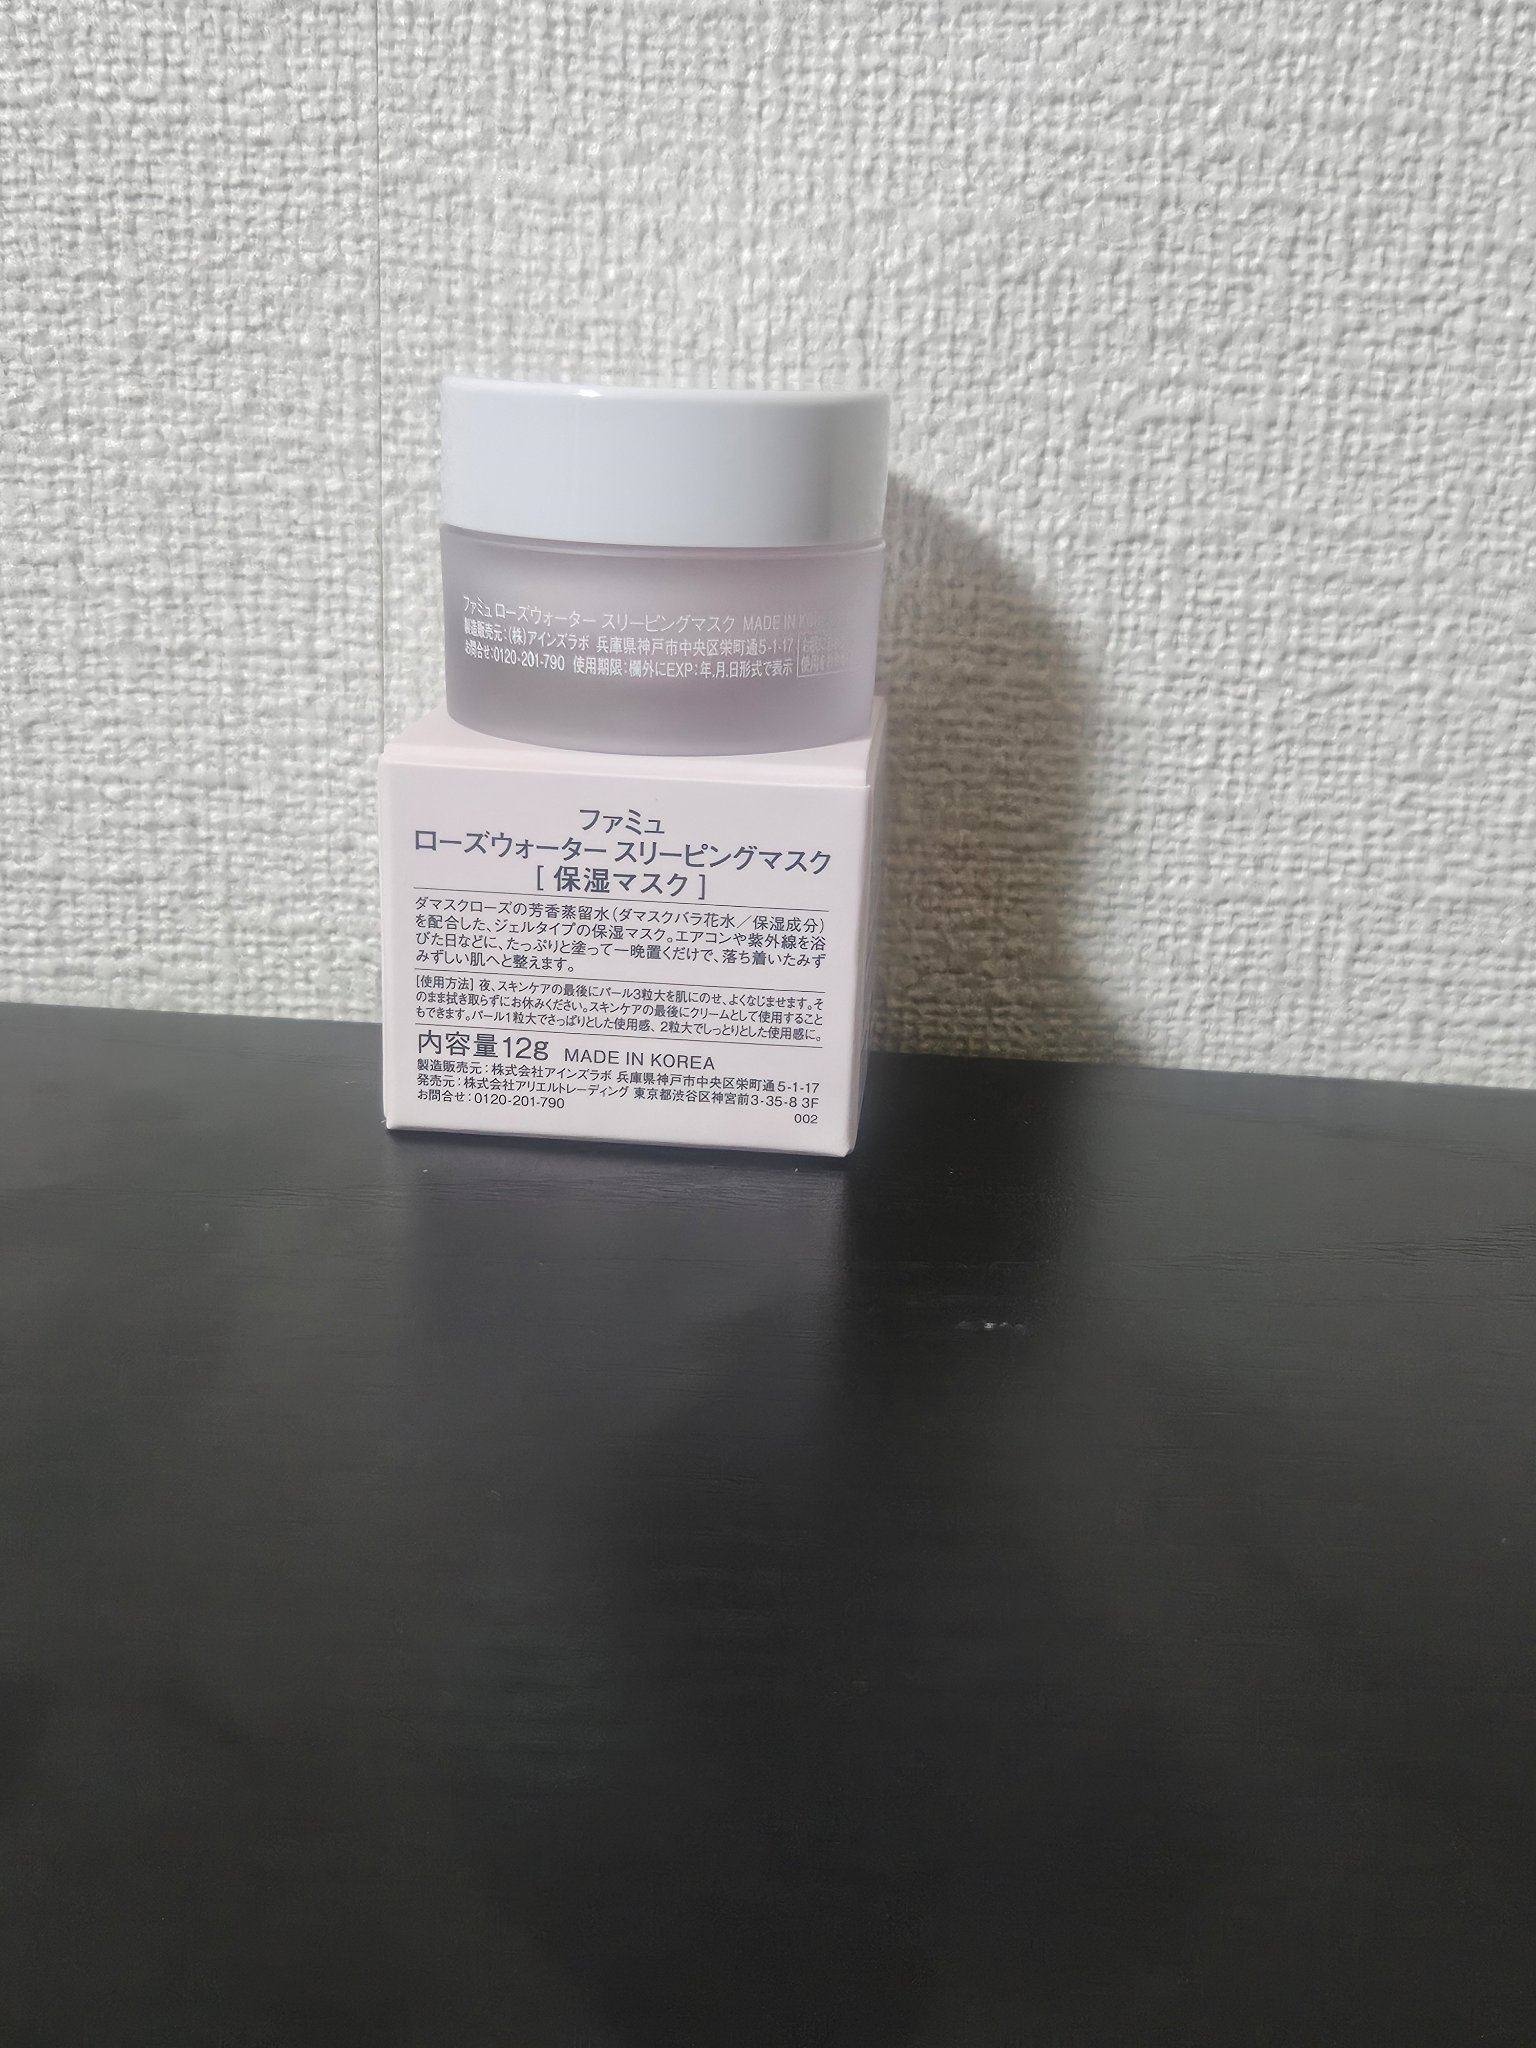 ファミュ ローズウォーター スリーピングマスク MADE IN
製造販売元:(株)アインズラボ 兵庫県神戸市中央区栄町通5-1-17
お問合せ:0120-201-790 使用期限:欄外にEXP:年.月.日形式で表示
ファミュ
ローズウォーター スリーピングマスク
[ 保湿マスク ]
ダマスクローズの芳香蒸留水(ダマスクバラ花水/保湿成分)
を配合した、ジェルタイプの保湿マスク。エアコンや紫外線を浴
びた日などに、たっぷりと塗って一晩置くだけで、落ち着いたみず
みずしい肌へと整えます。
[使用方法] 夜、スキンケアの最後にパール3粒大を肌にのせ、よくなじませます。そ
のまま拭き取らずにお休みください。スキンケアの最後にクリームとして使用すること
もできます。パール1粒大でさっぱりとした使用感、2粒大でしっとりとした使用感に。
内容量12g MADE IN KOREA
製造販売元:株式会社アインズラボ 兵庫県神戸市中央区栄町通5-1-17
発売元:株式会社アリエルトレーディング 東京都渋谷区神宮前3-35-8 3F
お問合せ:0120-201-790
002